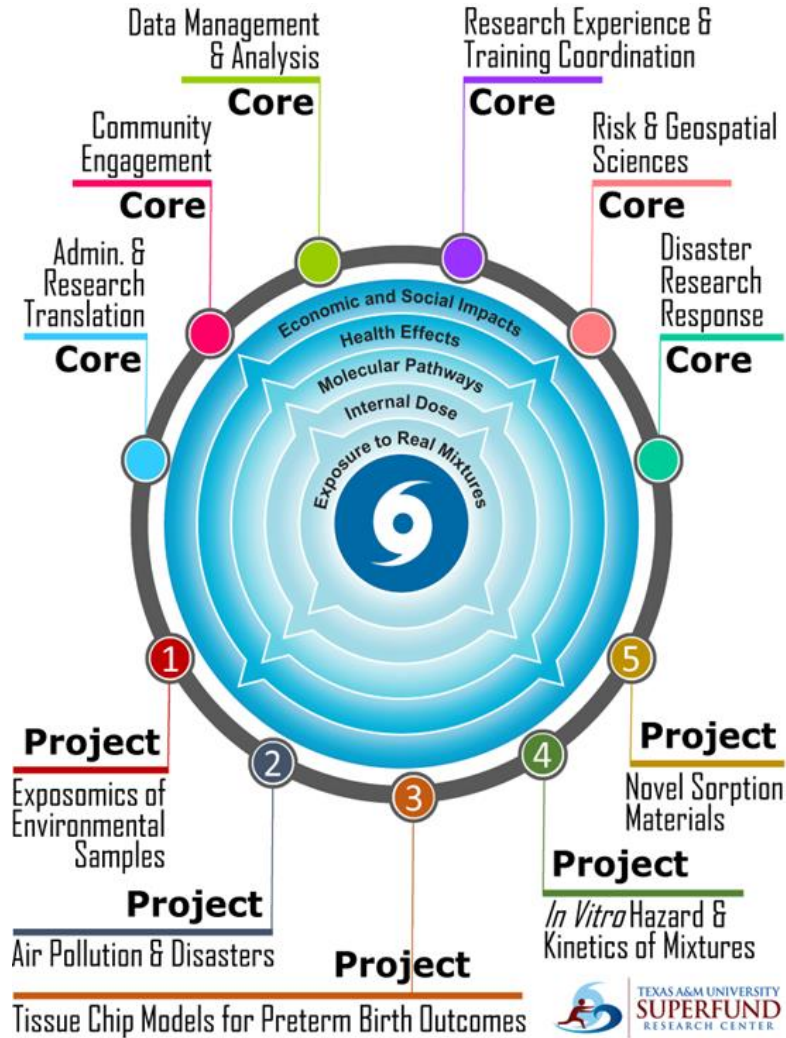 Data Management
& Analysis
Core
Research Experience &
Training Coordination
Core
Community
Engagement
Core
Risk & Geospatial
Sciences
Core
Admin. &
Research
Translation
Core
Disaster
Research
Response
Core
Economic and Social Impacts
Health Effects
Molecular Pathways
Internal Dose
Exposure to Real Mixtures
1
Project
Exposomics of
Environmental
Samples
2
Project
Air Pollution & Disasters
3
Project
Tissue Chip Models for Preterm Birth Outcomes
4
Project
In Vitro Hazard &
Kinetics of Mixtures
5
Project
Novel Sorption
Materials
TEXAS A&M UNIVERSITY
SUPERFUND
RESEARCH CENTER